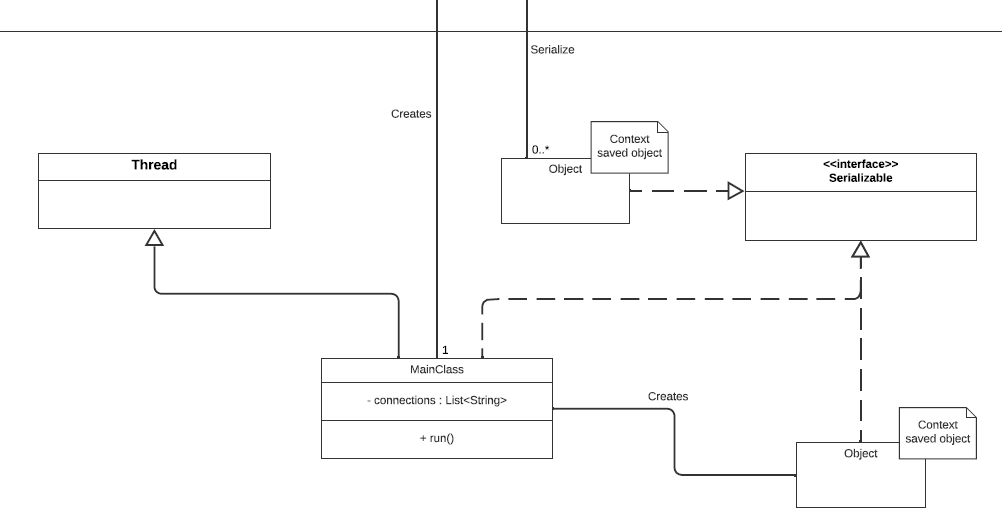 Serialize
Creates
0..*
Context
saved object
Object
Thread
<<interface>>
Serializable
1
MainClass
- connections : List<String>
+ run()
Creates
Context
saved object
Object